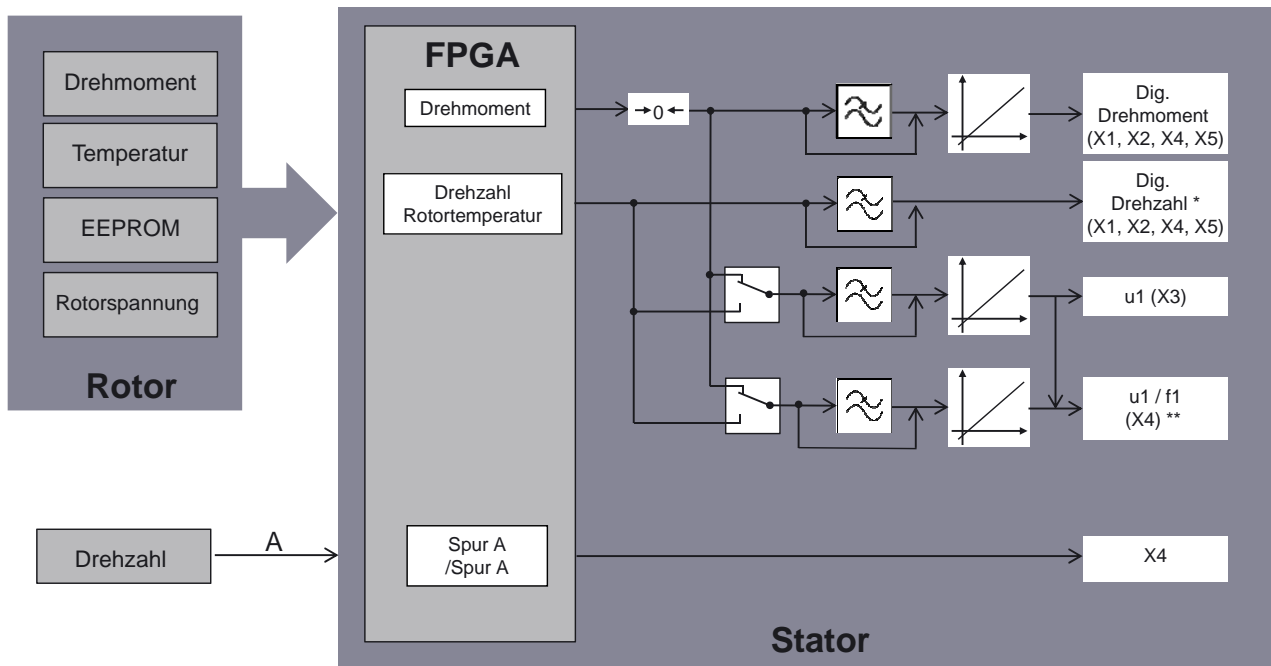 Drehmoment
Temperatur
EEPROM
Rotorspannung
Rotor
Drehzahl
A
FPGA
Drehmoment
Drehzahl
Rotortemperatur
Spur A
/Spur A
0
Dig.
Drehmoment
(X1, X2, X4, X5)
Dig.
Drehzahl *
(X1, X2, X4, X5)
u1 (X3)
u1 / f1
(X4) **
X4
Stator